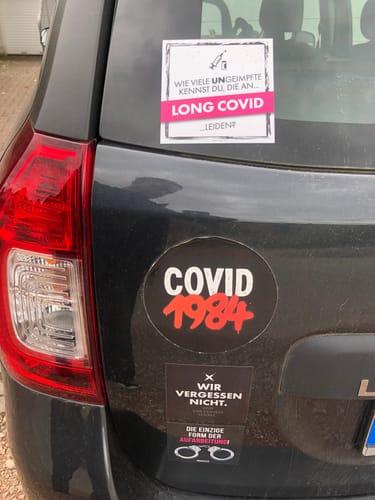 WIE VIELE UNGEIMPFTE
KENNST DU, DIE AN...
LONG COVID
...LEIDEN?
COVID
1984
WIR
VERGESSEN
NICHT.
DIE EINZIGE
FORM DER
AUFARBEITUNG!